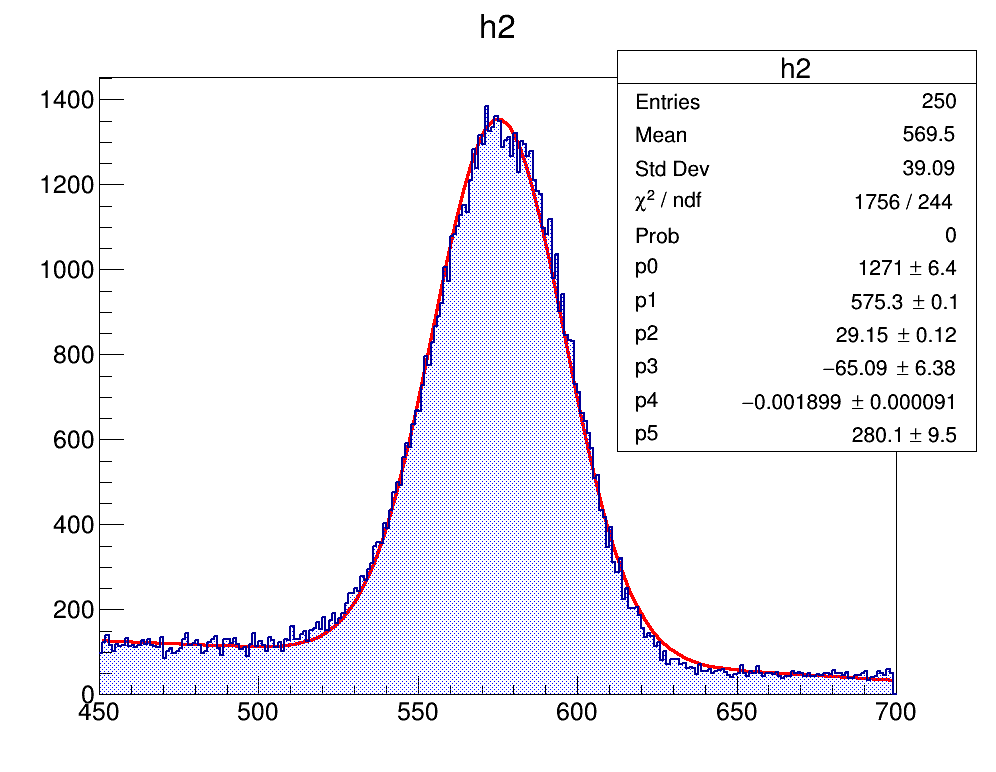 h2
h2
Entries 250
Mean 569.5
Std Dev 39.09
χ² / ndf 1756 / 244
Prob 0
p0 1271 ± 6.4
p1 575.3 ± 0.1
p2 29.15 ± 0.12
p3 −65.09 ± 6.38
p4 −0.001899 ± 0.000091
p5 280.1 ± 9.5
1400
1200
1000
800
600
400
200
0
450 500 550 600 650 700